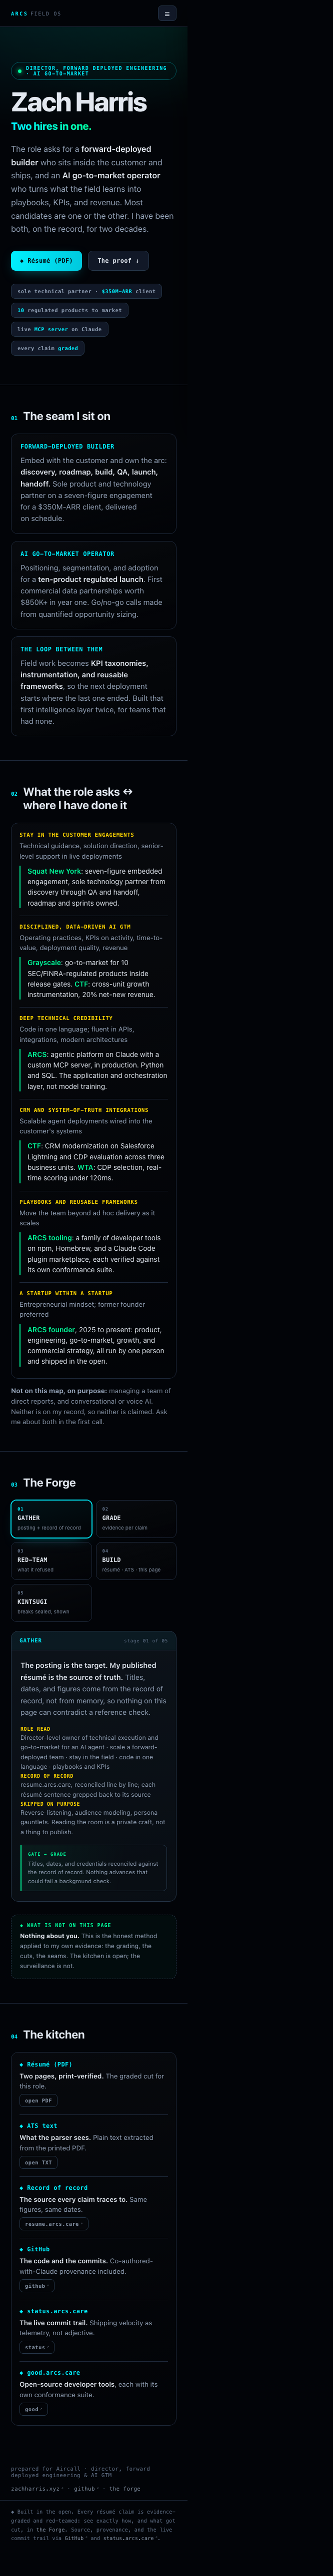 ARCS FIELD OS
≡
DIRECTOR, FORWARD DEPLOYED ENGINEERING
· AI GO-TO-MARKET
Zach Harris
Two hires in one.
The role asks for a forward-deployed
builder who sits inside the customer and
ships, and an AI go-to-market operator
who turns what the field learns into
playbooks, KPIs, and revenue. Most
candidates are one or the other. I have been
both, on the record, for two decades.
◆ Résumé (PDF)
The proof ↓
sole technical partner · $350M-ARR client
10 regulated products to market
live MCP server on Claude
every claim graded
01 The seam I sit on
FORWARD-DEPLOYED BUILDER
Embed with the customer and own the arc:
discovery, roadmap, build, QA, launch,
handoff. Sole product and technology
partner on a seven-figure engagement
for a $350M-ARR client, delivered
on schedule.
AI GO-TO-MARKET OPERATOR
Positioning, segmentation, and adoption
for a ten-product regulated launch. First
commercial data partnerships worth
$850K+ in year one. Go/no-go calls made
from quantified opportunity sizing.
THE LOOP BETWEEN THEM
Field work becomes KPI taxonomies,
instrumentation, and reusable
frameworks, so the next deployment
starts where the last one ended. Built that
first intelligence layer twice, for teams that
had none.
02 What the role asks ↔
where I have done it
STAY IN THE CUSTOMER ENGAGEMENTS
Technical guidance, solution direction, senior-
level support in live deployments
Squat New York: seven-figure embedded
engagement, sole technology partner from
discovery through QA and handoff,
roadmap and sprints owned.
DISCIPLINED, DATA-DRIVEN AI GTM
Operating practices, KPIs on activity, time-to-
value, deployment quality, revenue
Grayscale: go-to-market for 10
SEC/FINRA-regulated products inside
release gates. CTF: cross-unit growth
instrumentation, 20% net-new revenue.
DEEP TECHNICAL CREDIBILITY
Code in one language; fluent in APIs,
integrations, modern architectures
ARCS: agentic platform on Claude with a
custom MCP server, in production. Python
and SQL. The application and orchestration
layer, not model training.
CRM AND SYSTEM-OF-TRUTH INTEGRATIONS
Scalable agent deployments wired into the
customer's systems
CTF: CRM modernization on Salesforce
Lightning and CDP evaluation across three
business units. WTA: CDP selection, real-
time scoring under 120ms.
PLAYBOOKS AND REUSABLE FRAMEWORKS
Move the team beyond ad hoc delivery as it
scales
ARCS tooling: a family of developer tools
on npm, Homebrew, and a Claude Code
plugin marketplace, each verified against
its own conformance suite.
A STARTUP WITHIN A STARTUP
Entrepreneurial mindset; former founder
preferred
ARCS founder, 2025 to present: product,
engineering, go-to-market, growth, and
commercial strategy, all run by one person
and shipped in the open.
Not on this map, on purpose: managing a team of
direct reports, and conversational or voice AI.
Neither is on my record, so neither is claimed. Ask
me about both in the first call.
03 The Forge
01
GATHER
posting + record of record
02
GRADE
evidence per claim
03
RED-TEAM
what it refused
04
BUILD
résumé · ATS · this page
05
KINTSUGI
breaks sealed, shown
GATHER
stage 01 of 05
The posting is the target. My published
résumé is the source of truth. Titles,
dates, and figures come from the record of
record, not from memory, so nothing on this
page can contradict a reference check.
ROLE READ
Director-level owner of technical execution and
go-to-market for an AI agent · scale a forward-
deployed team · stay in the field · code in one
language · playbooks and KPIs
RECORD OF RECORD
resume.arcs.care, reconciled line by line; each
résumé sentence grepped back to its source
SKIPPED ON PURPOSE
Reverse-listening, audience modeling, persona
gauntlets. Reading the room is a private craft, not
a thing to publish.
GATE → GRADE
Titles, dates, and credentials reconciled against
the record of record. Nothing advances that
could fail a background check.
◆ WHAT IS NOT ON THIS PAGE
Nothing about you. This is the honest method
applied to my own evidence: the grading, the
cuts, the seams. The kitchen is open; the
surveillance is not.
04 The kitchen
◆ Résumé (PDF)
Two pages, print-verified. The graded cut for
this role.
open PDF
◆ ATS text
What the parser sees. Plain text extracted
from the printed PDF.
open TXT
◆ Record of record
The source every claim traces to. Same
figures, same dates.
resume.arcs.care ↗
◆ GitHub
The code and the commits. Co-authored-
with-Claude provenance included.
github ↗
◆ status.arcs.care
The live commit trail. Shipping velocity as
telemetry, not adjective.
status ↗
◆ good.arcs.care
Open-source developer tools, each with its
own conformance suite.
good ↗
prepared for Aircall · director, forward
deployed engineering & AI GTM
zachharris.xyz ↗ · github ↗ · the forge
◆ Built in the open. Every résumé claim is evidence-
graded and red-teamed: see exactly how, and what got
cut, in the Forge. Source, provenance, and the live
commit trail via GitHub ↗ and status.arcs.care ↗.